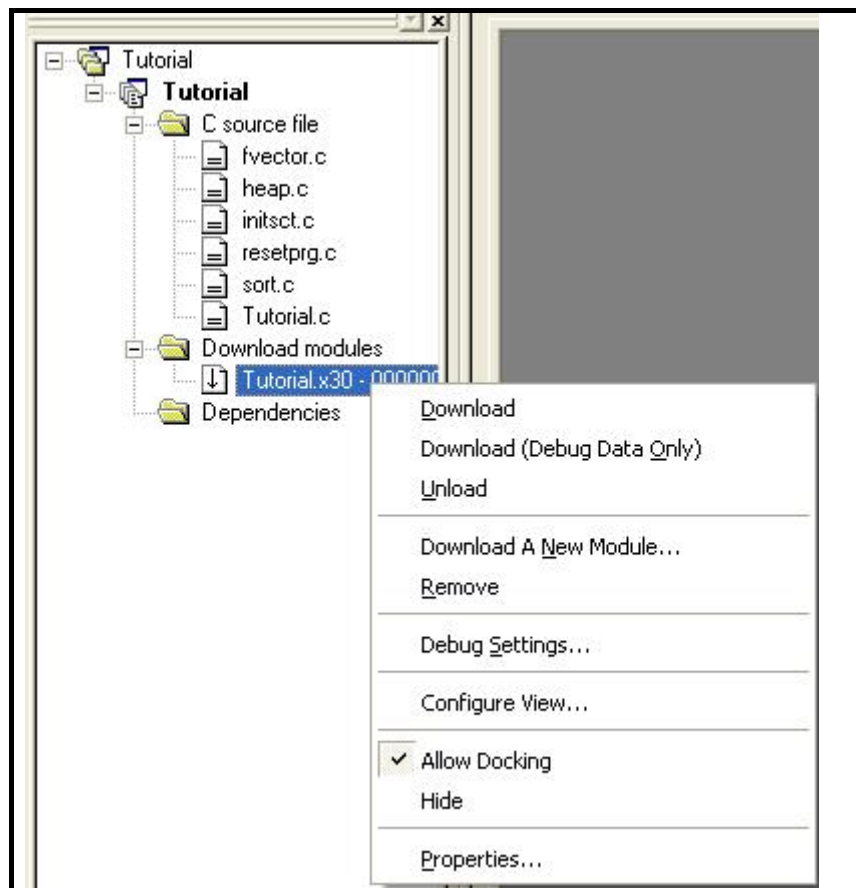 Tutorial
Tutorial
C source file
fvector.c
heap.c
initsct.c
resetprg.c
sort.c
Tutorial.c
Download modules
Tutorial.x30 - 000000
Dependencies
Download
Download (Debug Data Only)
Unload
Download A New Module...
Remove
Debug Settings...
Configure View...
Allow Docking
Hide
Properties...